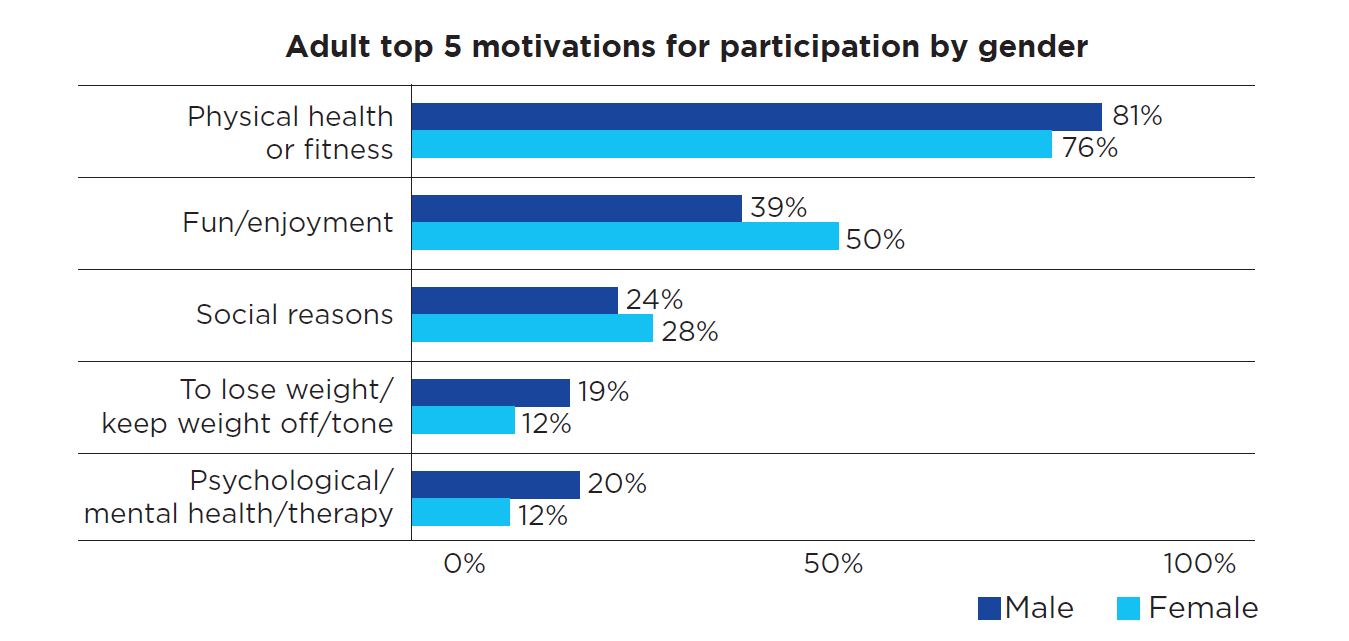 Adult top 5 motivations for participation by gender
Physical health
or fitness
81%
76%
Fun/enjoyment
39%
50%
Social reasons
24%
28%
To lose weight/
keep weight off/tone
19%
12%
Psychological/
mental health/therapy
20%
12%
0% 50% 100%
Male Female